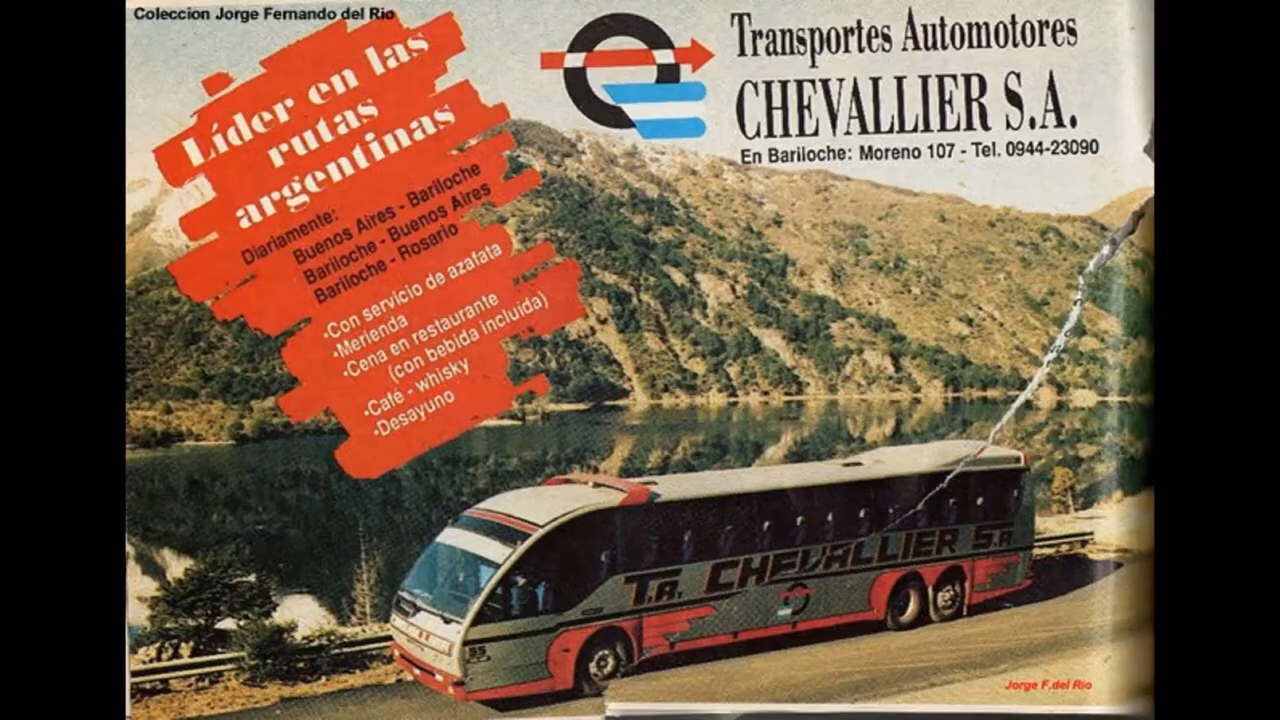 Coleccion Jorge Fernando del Rio
Líder en las
rutas
argentinas
Diariamente:
Buenos Aires - Bariloche
Bariloche - Buenos Aires
Bariloche - Rosario
•Con servicio de azafata
•Merienda
•Cena en restaurante
(con bebida incluida)
•Café - whisky
•Desayuno
Transportes Automotores
CHEVALLIER S.A.
En Bariloche: Moreno 107 - Tel. 0944-23090
T.A. CHEVALLIER S.A
55
Jorge F.del Rio